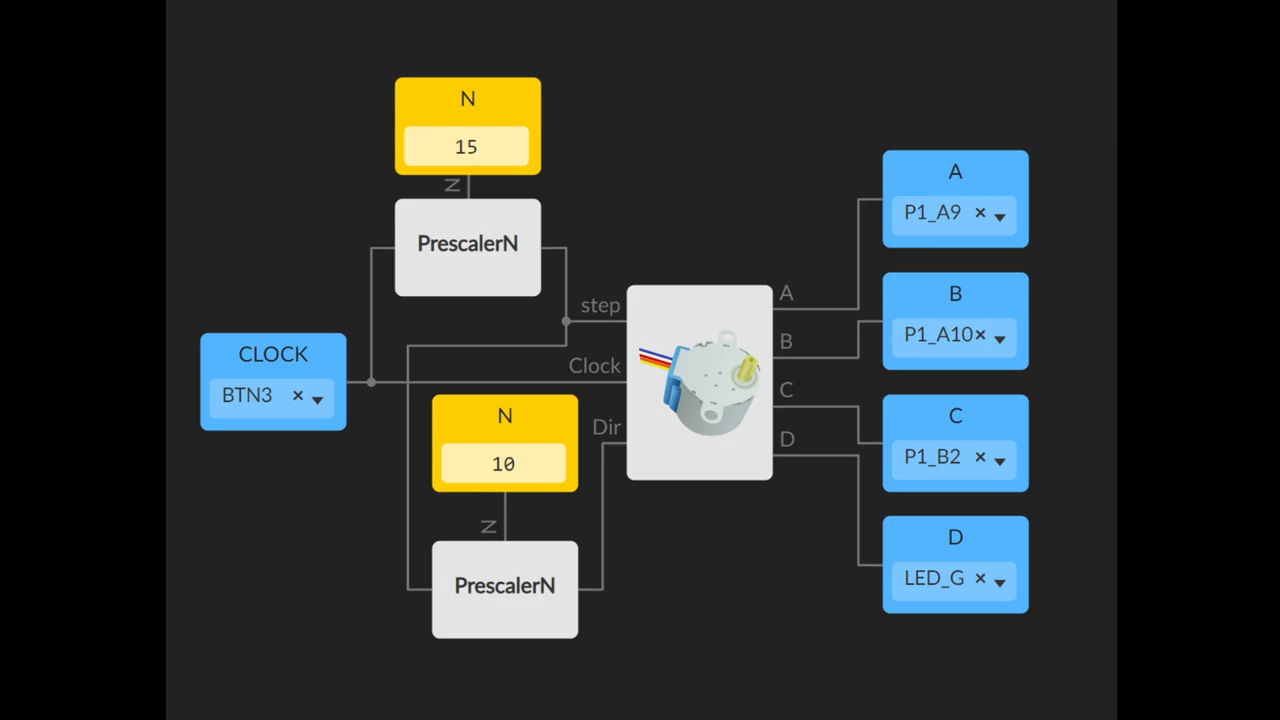 N
15
N
PrescalerN
CLOCK
BTN3
step
Clock
Dir
N
10
N
PrescalerN
A
B
C
D
A
P1_A9
B
P1_A10
C
P1_B2
D
LED_G